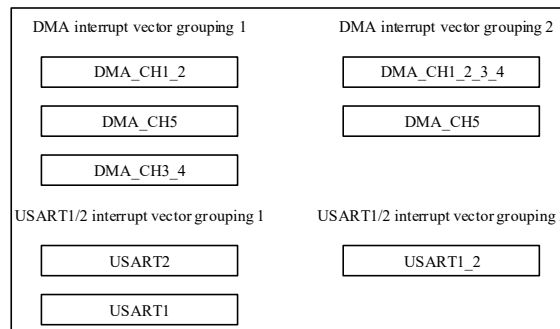 DMA interrupt vector grouping 1
DMA interrupt vector grouping 2
DMA_CH1_2
DMA_CH1_2_3_4
DMA_CH5
DMA_CH5
DMA_CH3_4
USART1/2 interrupt vector grouping 1
USART1/2 interrupt vector grouping
USART2
USART1_2
USART1